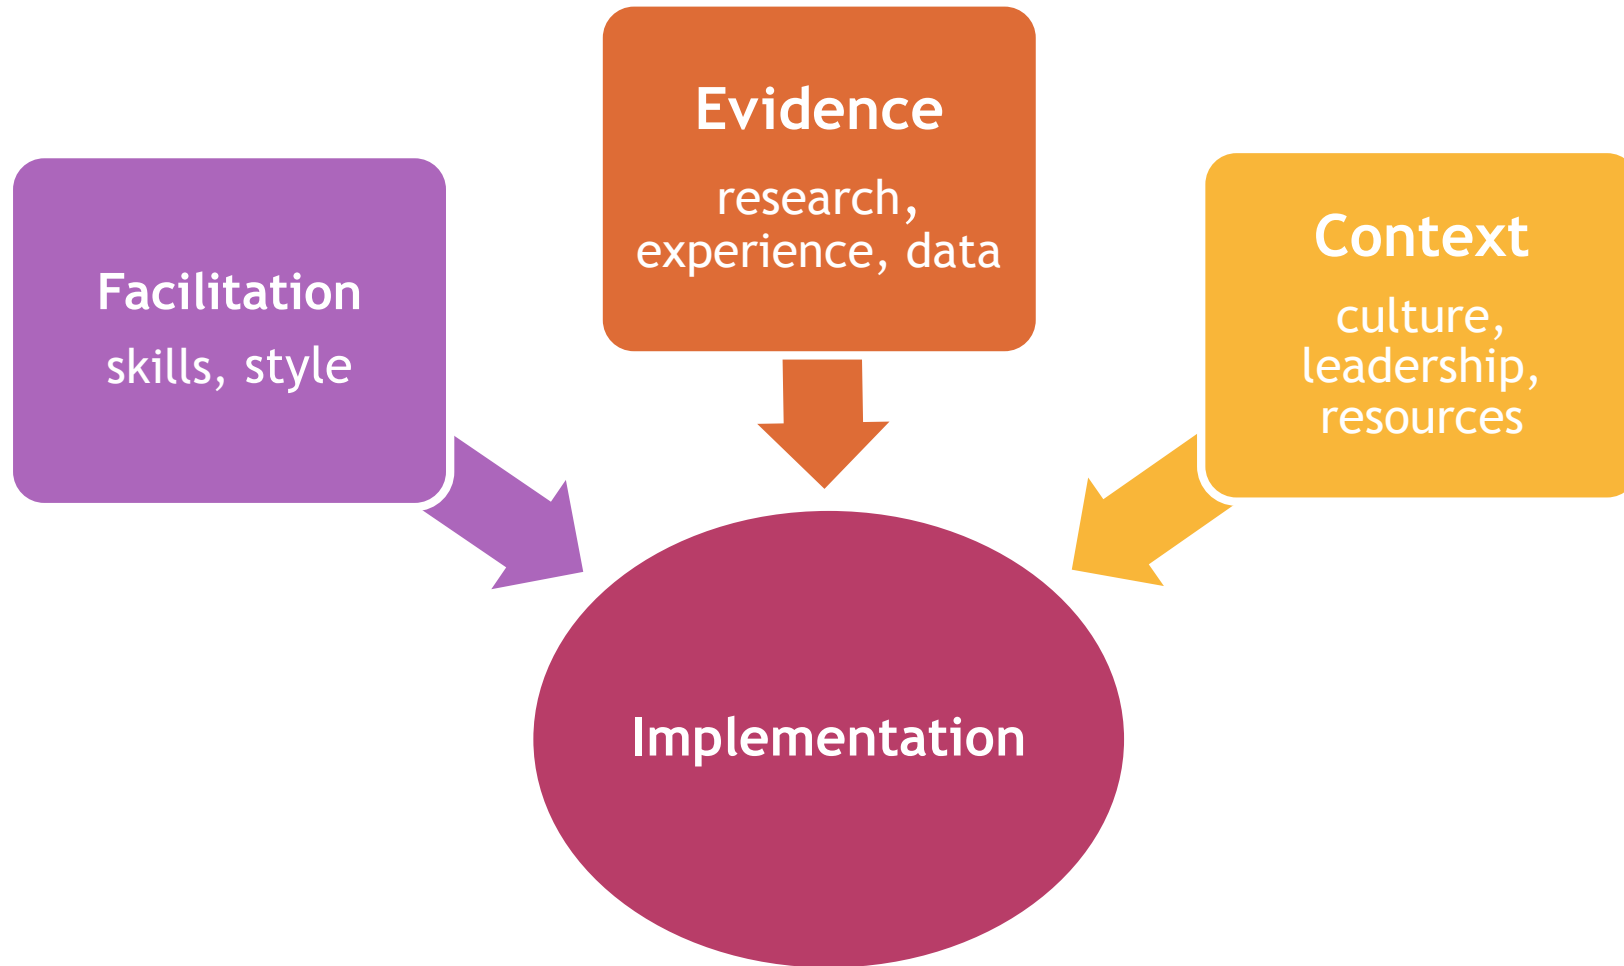 Facilitation
skills, style
Evidence
research,
experience, data
Context
culture,
leadership,
resources
Implementation